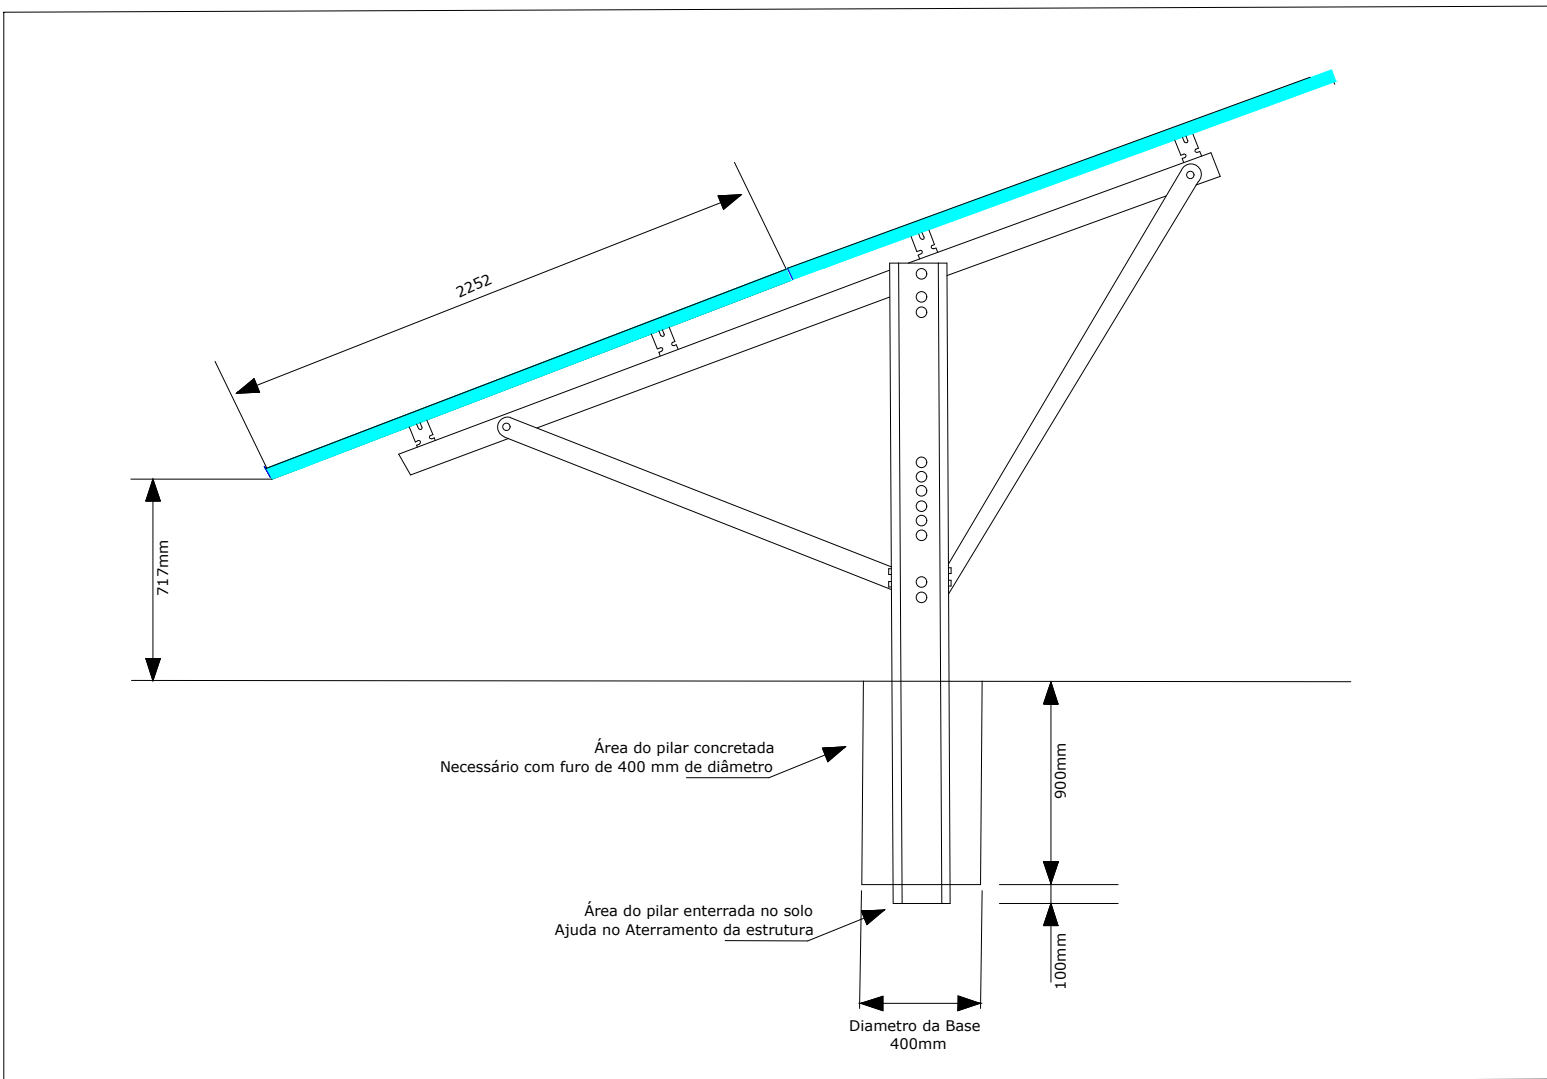 2252
717mm
Área do pilar concretada
Necessário com furo de 400 mm de diâmetro
900mm
Área do pilar enterrada no solo
Ajuda no Aterramento da estrutura
100mm
Diametro da Base
400mm